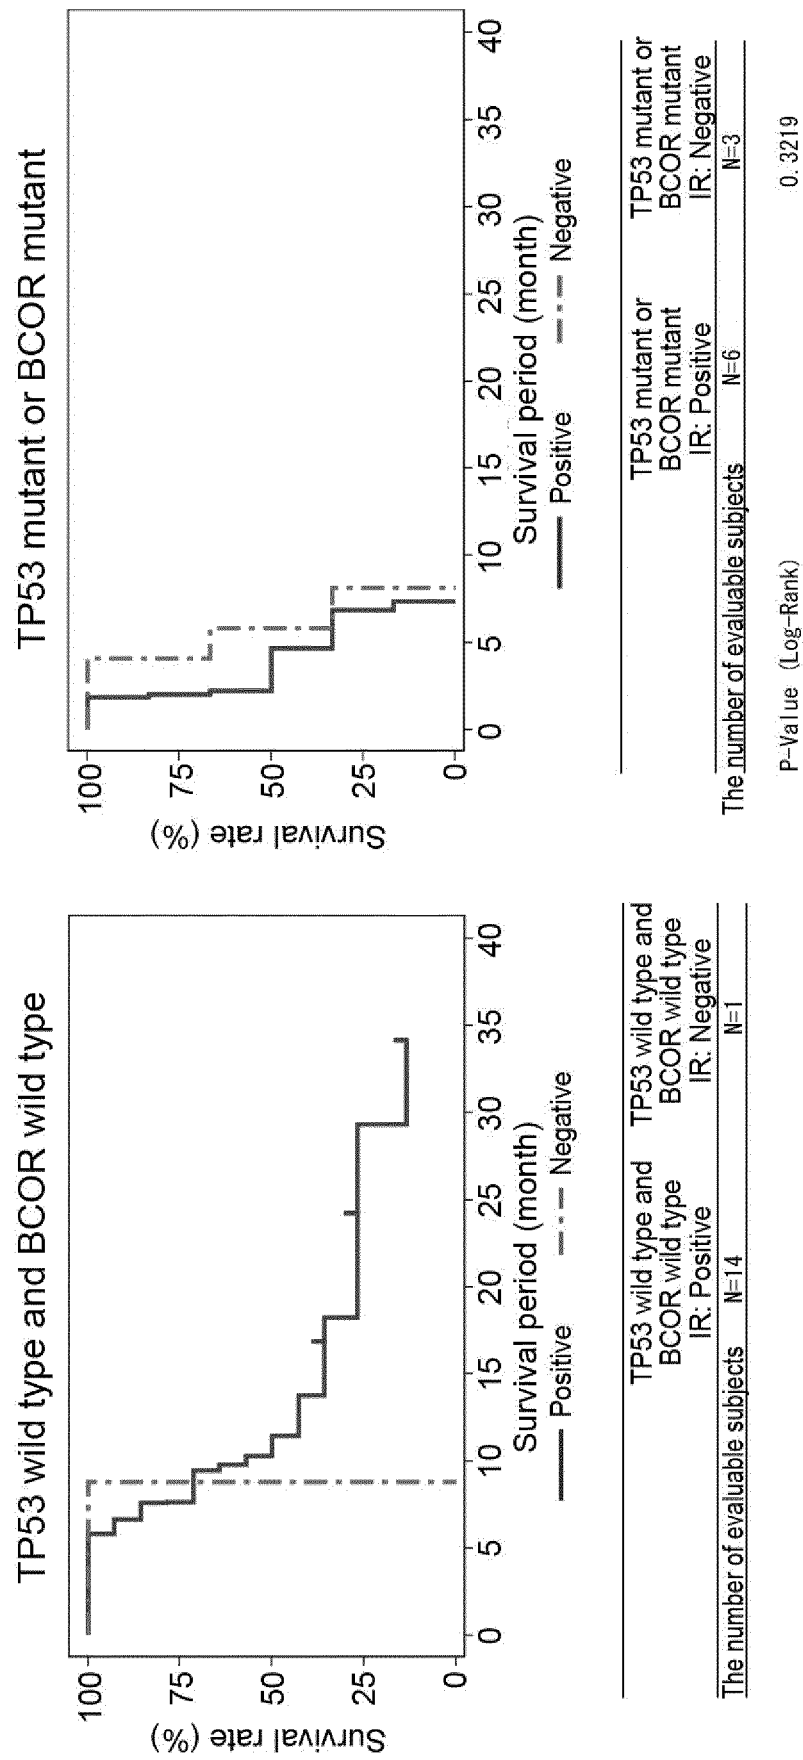 TP53 wild type and BCOR wild type
Survival rate (%)
100
75
50
25
0
0 5 10 15 20 25 30 35 40
Survival period (month)
Positive Negative
TP53 wild type and TP53 wild type and
BCOR wild type BCOR wild type
IR: Positive IR: Negative
The number of evaluable subjects N=14 N=1
TP53 mutant or BCOR mutant
Survival rate (%)
100
75
50
25
0
0 5 10 15 20 25 30 35 40
Survival period (month)
Positive Negative
TP53 mutant or TP53 mutant or
BCOR mutant BCOR mutant
IR: Positive IR: Negative
The number of evaluable subjects N=6 N=3
P-Value (Log-Rank) 0.3219